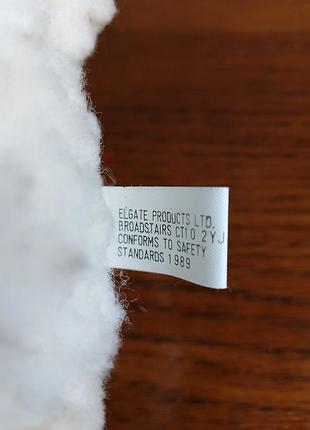 ELGATE PRODUCTS LTD,
BROADSTAIRS CT10 2YJ
CONFORMS TO SAFETY
STANDARDS 1989